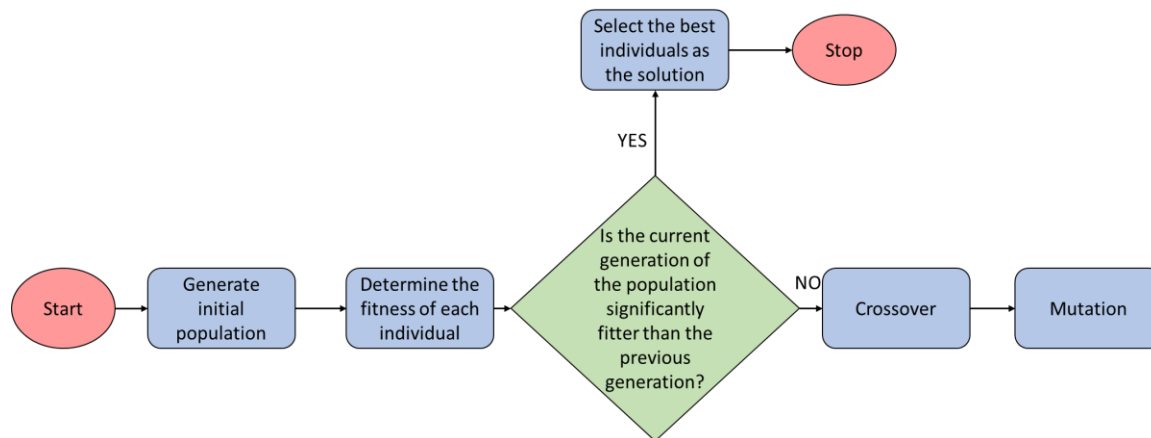 Select the best
individuals as
the solution
Stop
YES
Start
Generate
initial
population
Determine the
fitness of each
individual
Is the current
generation of
the population
significantly
fitter than the
previous
generation?
NO
Crossover
Mutation